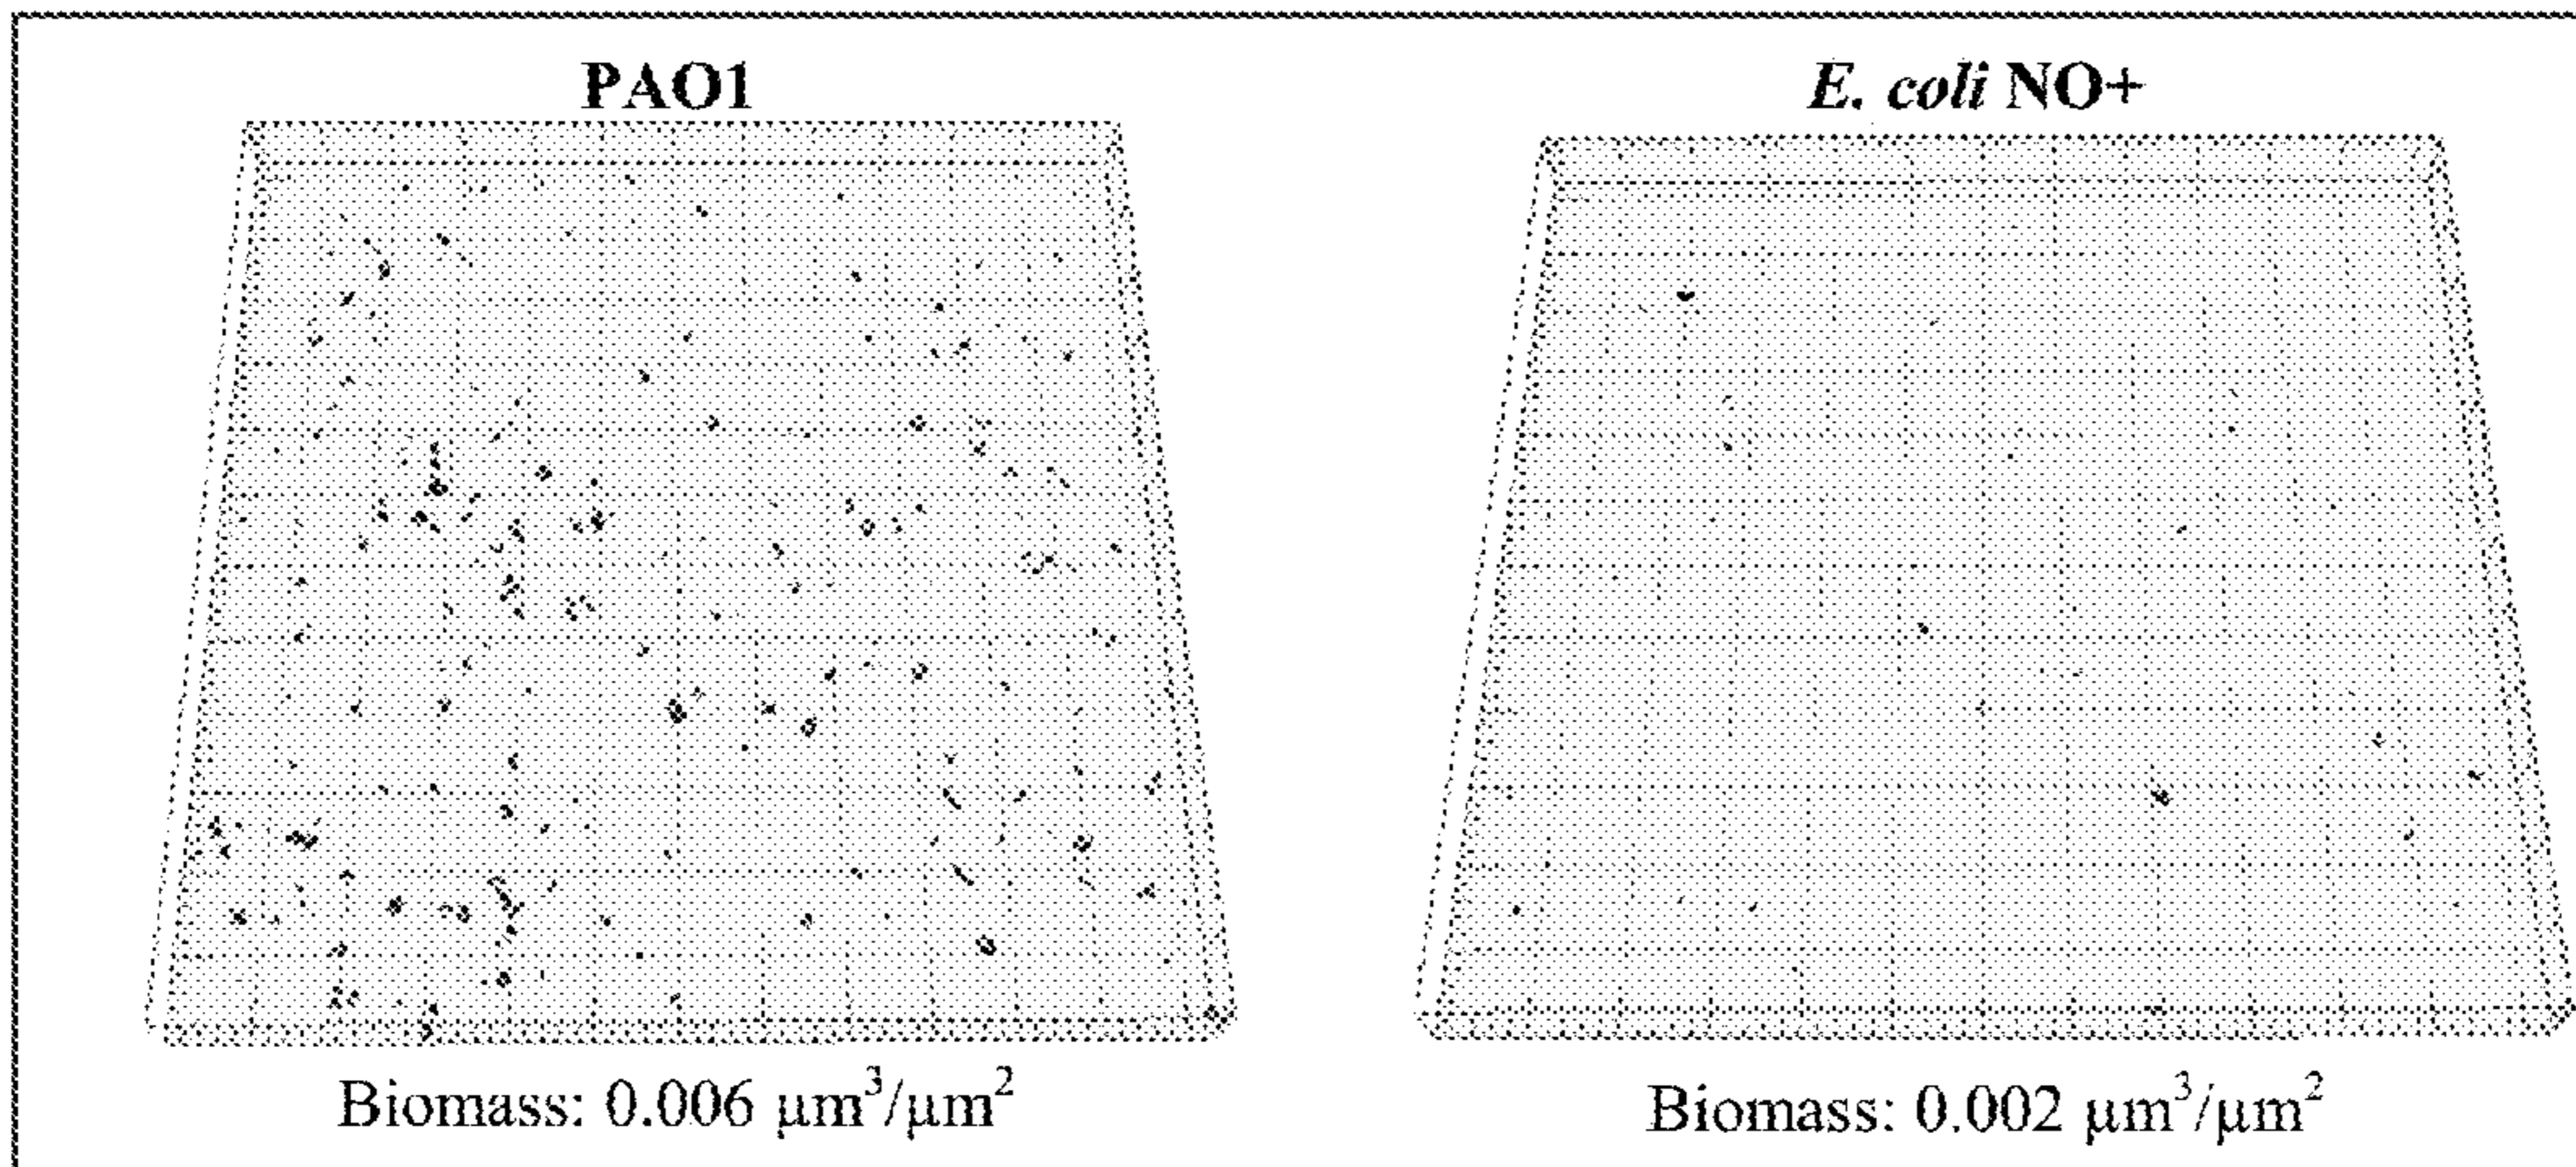 PAO1
E. coli NO+
Biomass: 0.006 μm³/μm²
Biomass: 0.002 μm³/μm²